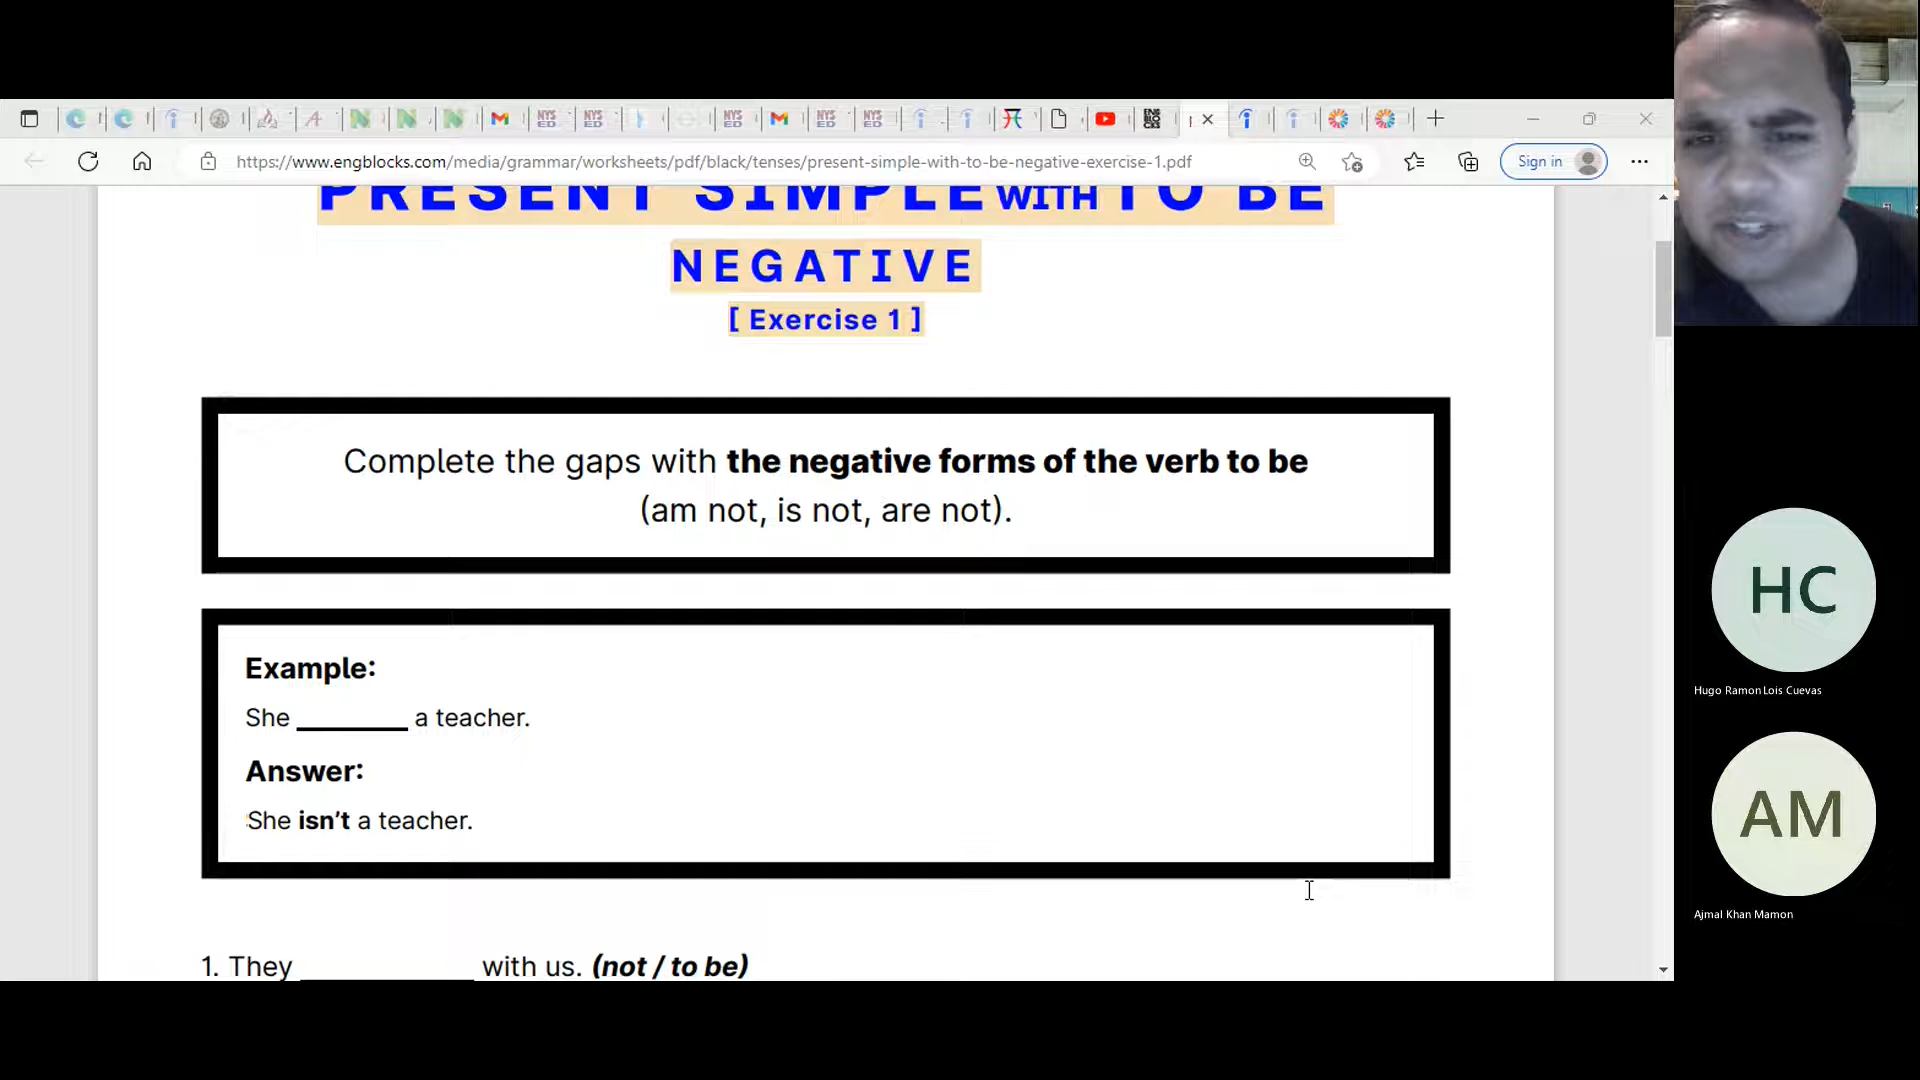 https://www.engblocks.com/media/grammar/worksheets/pdf/black/tenses/present-simple-with-to-be-negative-exercise-1.pdf
Sign in
PRESENT SIMPLE WITH TO BE
NEGATIVE
[ Exercise 1 ]
Complete the gaps with the negative forms of the verb to be
(am not, is not, are not).
Example:
She ________ a teacher.
Answer:
She isn't a teacher.
1. They ____________ with us. (not / to be)
HC
Hugo Ramon Lois Cuevas
AM
Ajmal Khan Mamon